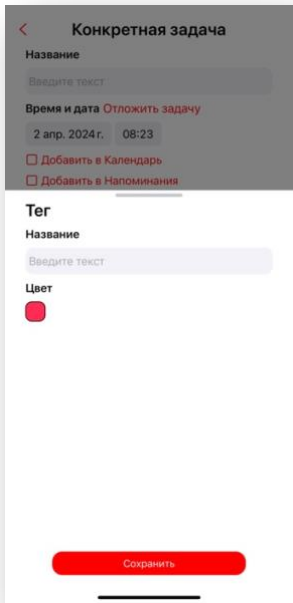 Конкретная задача
Название
Введите текст
Время и дата Отложить задачу
2 апр. 2024 г. 08:23
Добавить в Календарь
Добавить в Напоминания
Тег
Название
Введите текст
Цвет
Сохранить